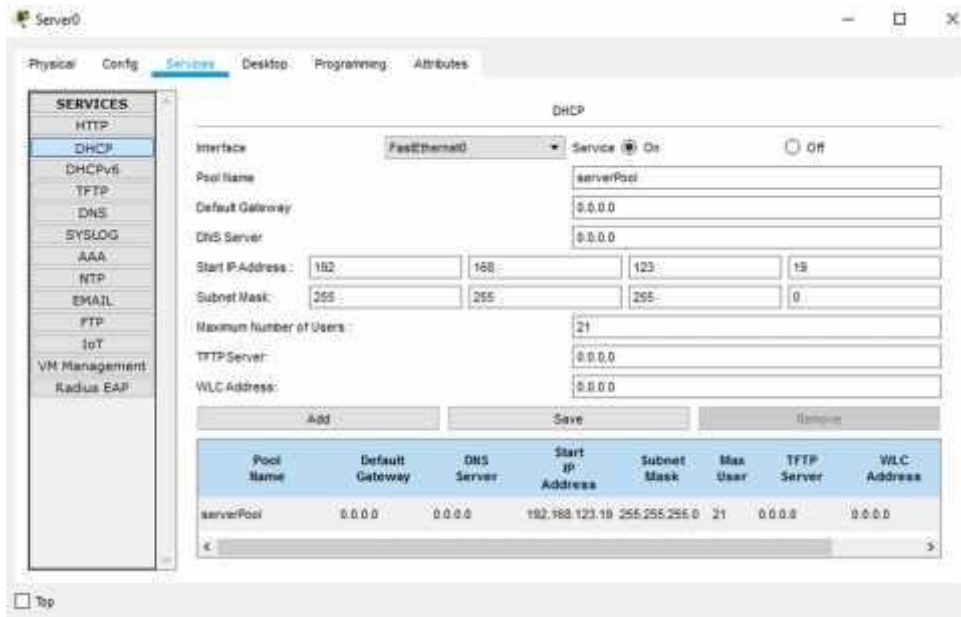 Server0
Physical Config Services Desktop Programming Attributes
SERVICES
HTTP
DHCP
DHCPv6
TFTP
DNS
SYSLOG
AAA
NTP
EMAIL
FTP
IoT
VM Management
Radius EAP
DHCP
Interface FastEthernet0 Service On Off
Pool Name serverPool
Default Gateway 0.0.0.0
DNS Server 0.0.0.0
Start IP Address : 192 168 123 19
Subnet Mask: 255 255 255 0
Maximum Number of Users : 21
TFTP Server: 0.0.0.0
WLC Address: 0.0.0.0
Add Save Remove
Pool Name Default Gateway DNS Server Start IP Address Subnet Mask Max User TFTP Server WLC Address
serverPool 0.0.0.0 0.0.0.0 192.168.123.19 255.255.255.0 21 0.0.0.0 0.0.0.0
Top